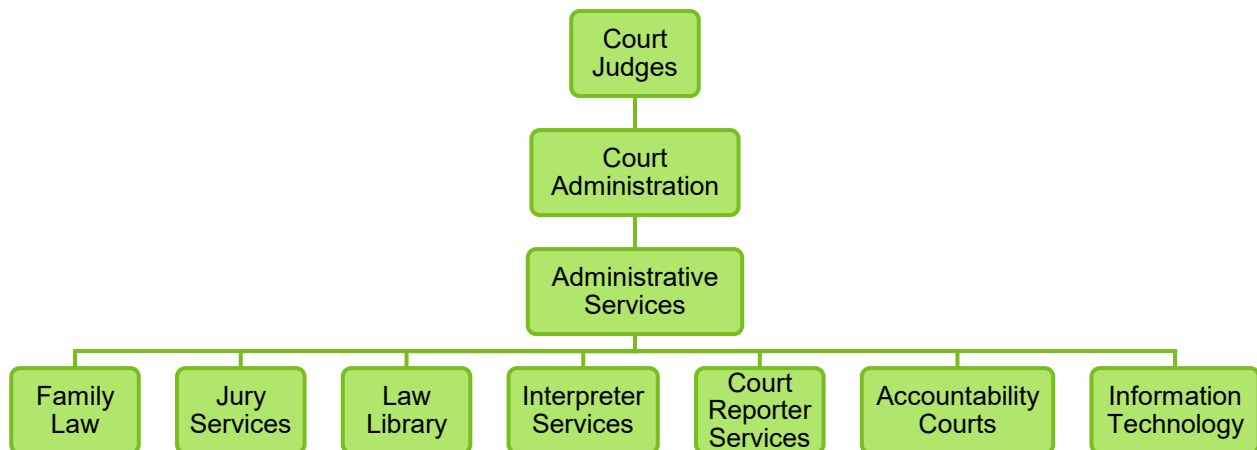 Court
Judges
Court
Administration
Administrative
Services
Family
Law
Jury
Services
Law
Library
Interpreter
Services
Court
Reporter
Services
Accountability
Courts
Information
Technology